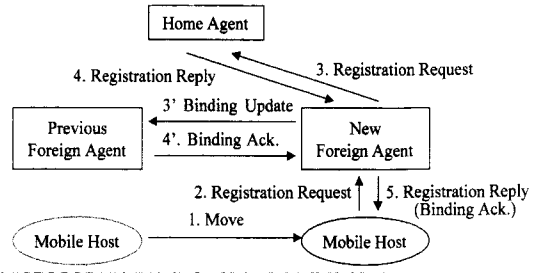 Home Agent
4. Registration Reply
3. Registration Request
3' Binding Update
Previous
Foreign Agent
New
Foreign Agent
4'. Binding Ack.
2. Registration Request
5. Registration Reply
(Binding Ack.)
1. Move
Mobile Host
Mobile Host